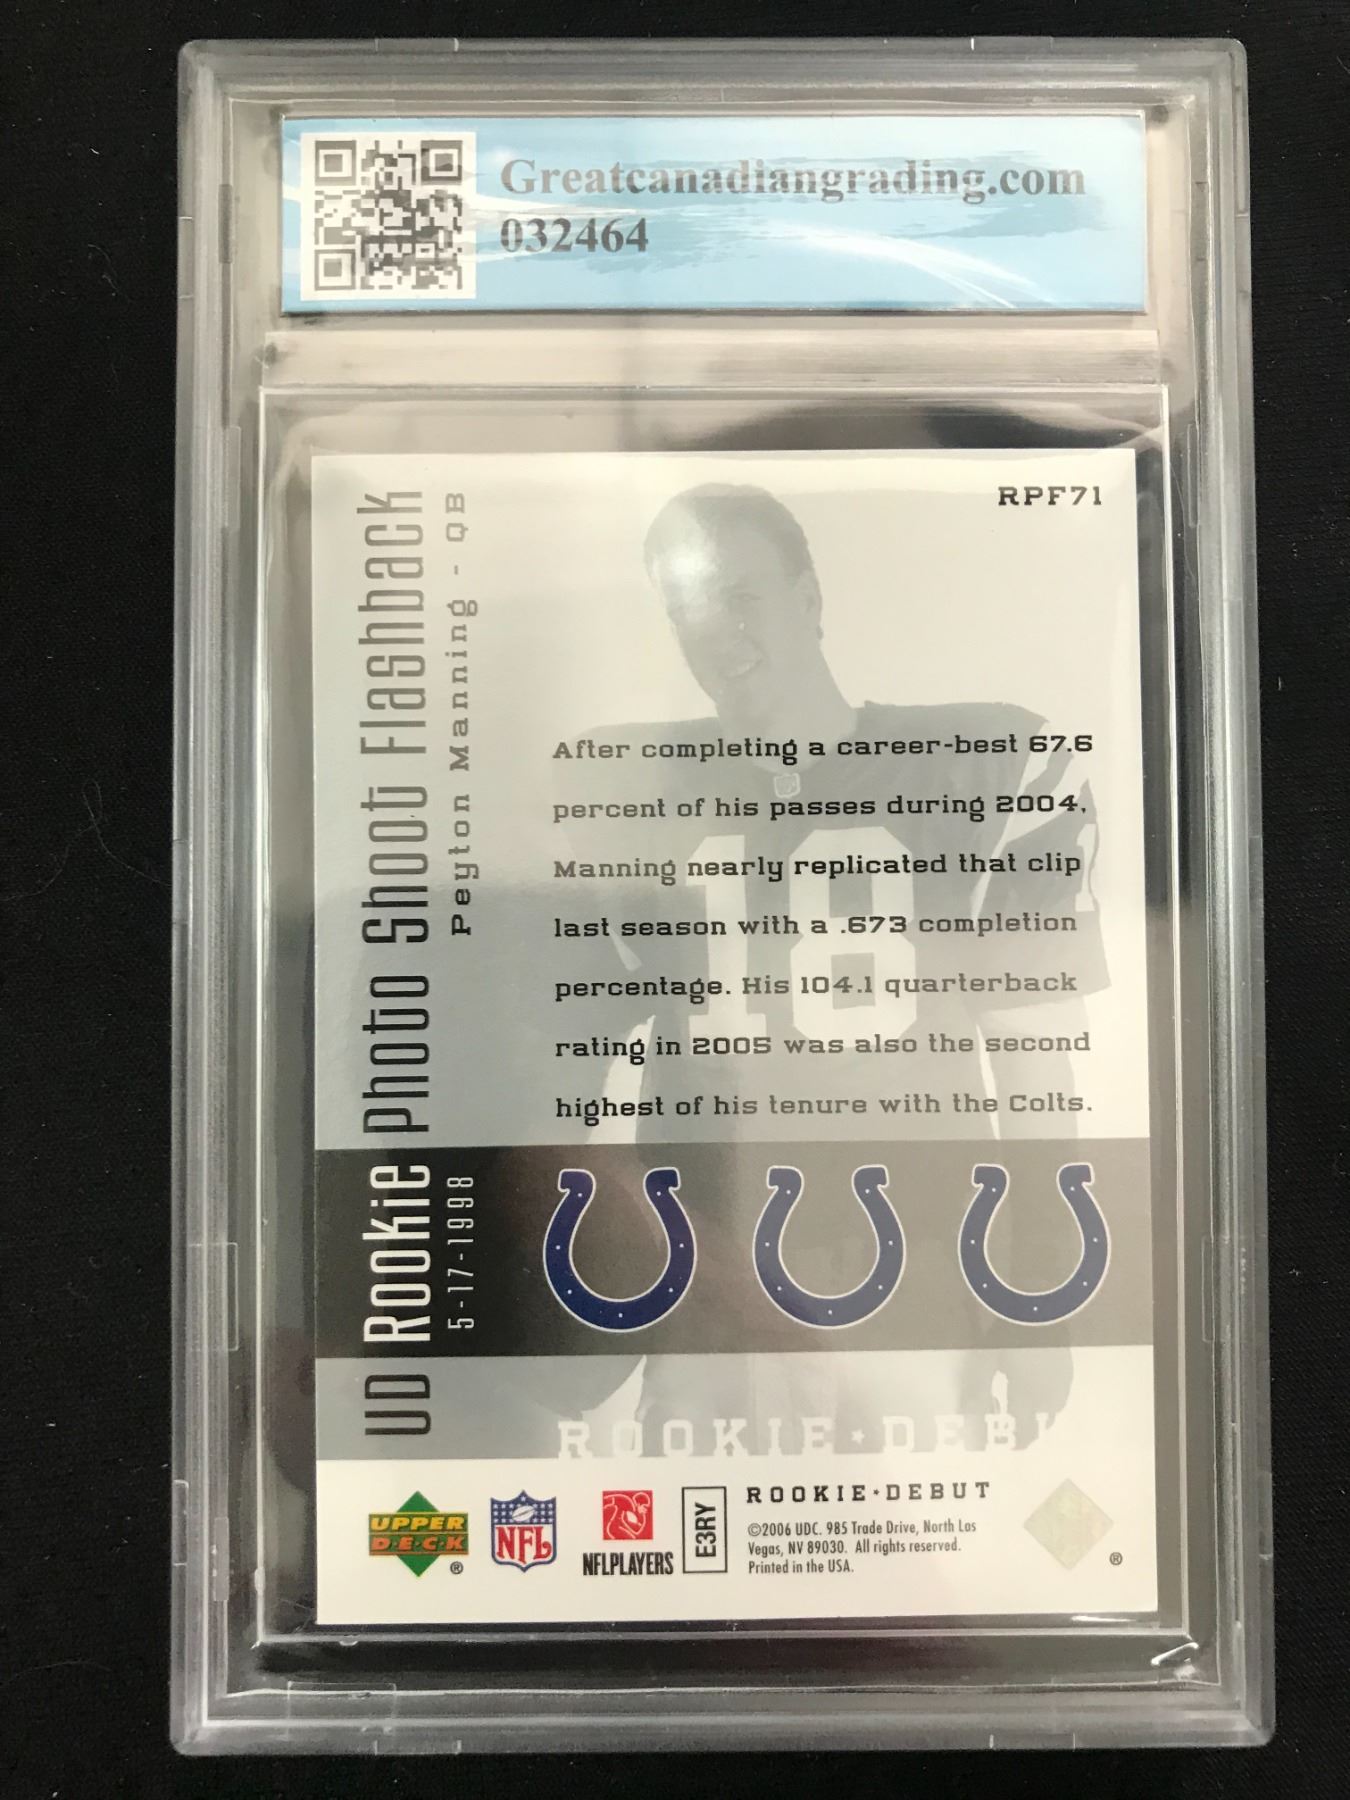 Greatcanadiangrading.com
032464
RPF71
UD Rookie Photo Shoot Flashback
Peyton Manning - QB
5-17-1998
After completing a career-best 67.6
percent of his passes during 2004,
Manning nearly replicated that clip
last season with a .673 completion
percentage. His 104.1 quarterback
rating in 2005 was also the second
highest of his tenure with the Colts.
18
ROOKIE★DEBU
UPPER
D·E·C·K
®
NFL
NFLPLAYERS
E3RY
ROOKIE★DEBUT
©2006 UDC. 985 Trade Drive, North Las
Vegas, NV 89030. All rights reserved.
Printed in the USA.
®